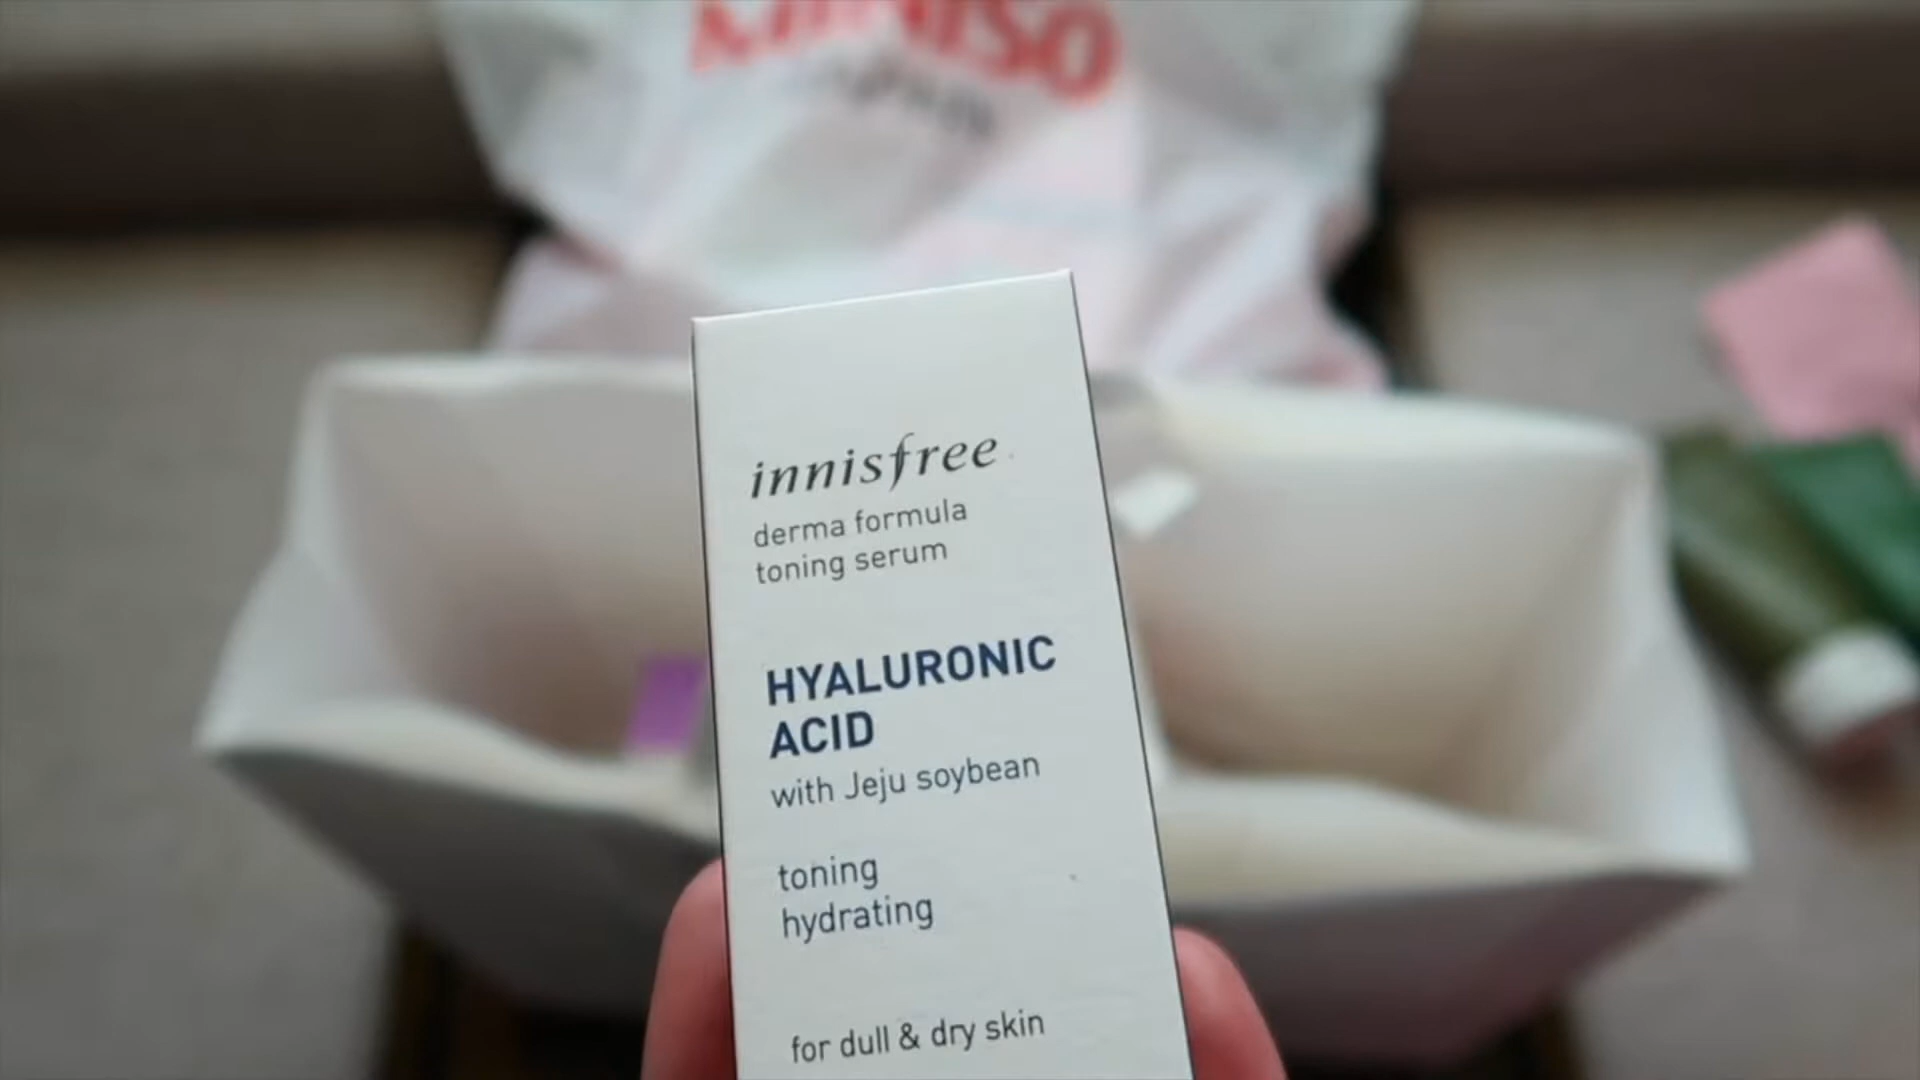 innisfree
derma formula
toning serum
HYALURONIC
ACID
with Jeju soybean
toning
hydrating
for dull & dry skin